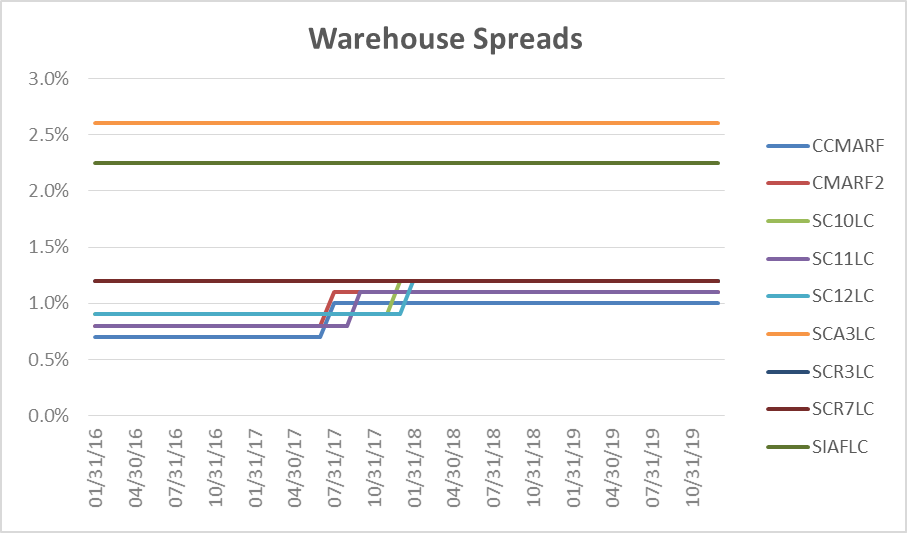 Warehouse Spreads
3.0%
2.5%
2.0%
1.5%
1.0%
0.5%
0.0%
01/31/16
04/30/16
07/31/16
10/31/16
01/31/17
04/30/17
07/31/17
10/31/17
01/31/18
04/30/18
07/31/18
10/31/18
01/31/19
04/30/19
07/31/19
10/31/19
CCMARF
CMARF2
SC10LC
SC11LC
SC12LC
SCA3LC
SCR3LC
SCR7LC
SIAFLC